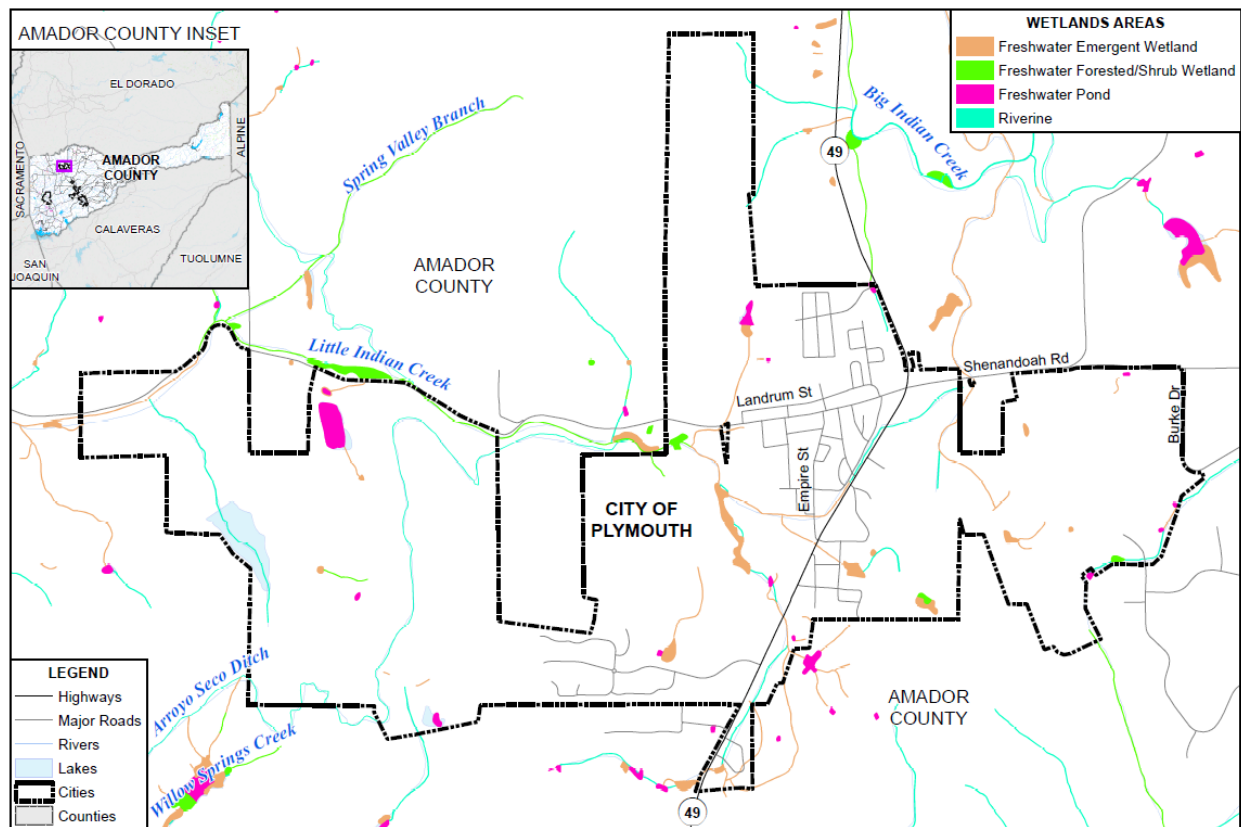 AMADOR COUNTY INSET
EL DORADO
ALPINE
SACRAMENTO
AMADOR
COUNTY
CALAVERAS
TUOLUMNE
SAN
JOAQUIN
WETLANDS AREAS
Freshwater Emergent Wetland
Freshwater Forested/Shrub Wetland
Freshwater Pond
Riverine
Spring Valley Branch
Big Indian Creek
49
AMADOR
COUNTY
Little Indian Creek
Shenandoah Rd
Landrum St
Burke Dr
Empire St
CITY OF
PLYMOUTH
Arroyo Seco Ditch
Willow Springs Creek
AMADOR
COUNTY
49
LEGEND
Highways
Major Roads
Rivers
Lakes
Cities
Counties